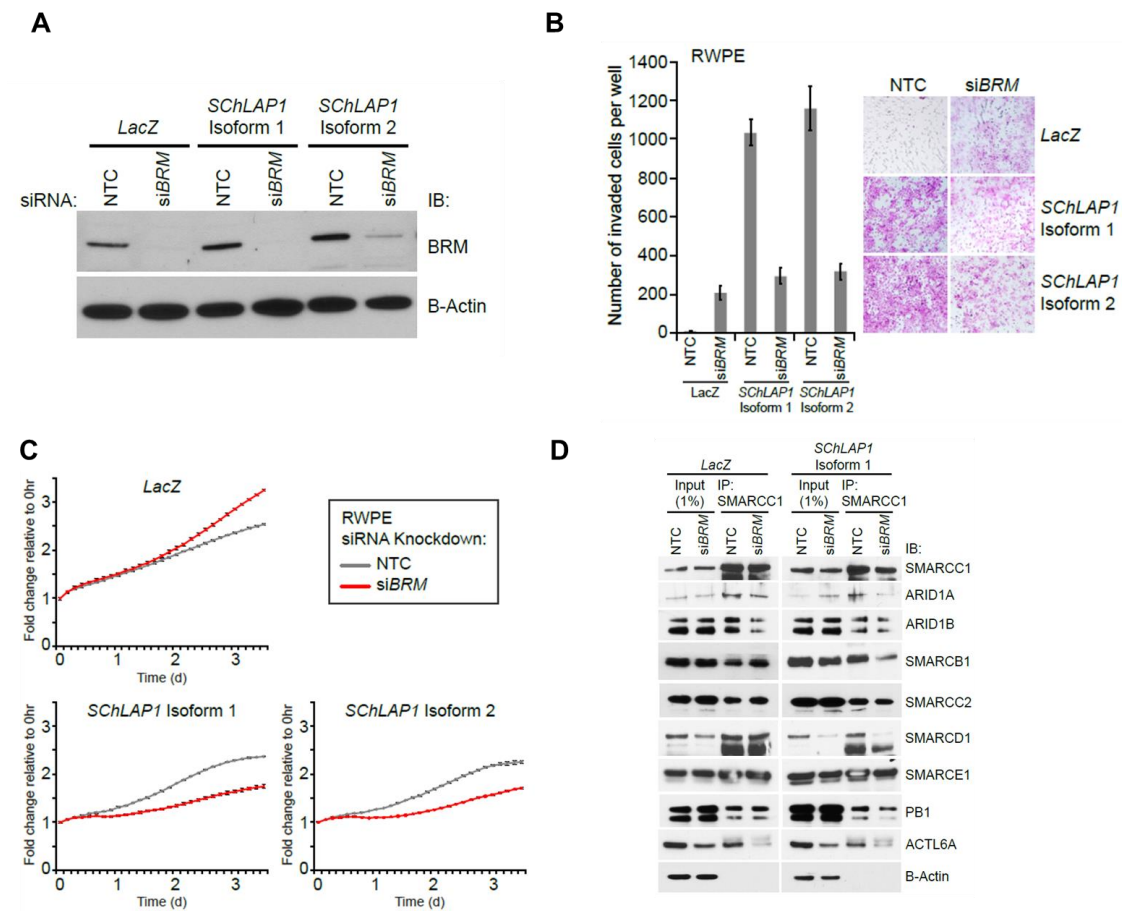 A
LacZ
SChLAP1
Isoform 1
SChLAP1
Isoform 2
siRNA:
NTC
siBRM
NTC
siBRM
NTC
siBRM
IB:
BRM
B-Actin
B
RWPE
Number of invaded cells per well
1400
1200
1000
800
600
400
200
0
NTC
siBRM
NTC
siBRM
NTC
siBRM
LacZ
SChLAP1
Isoform 1
SChLAP1
Isoform 2
NTC
siBRM
LacZ
SChLAP1
Isoform 1
SChLAP1
Isoform 2
C
LacZ
Fold change relative to 0hr
3
2
1
0
0 1 2 3
Time (d)
RWPE
siRNA Knockdown:
NTC
siBRM
SChLAP1 Isoform 1
Fold change relative to 0hr
3
2
1
0
0 1 2 3
Time (d)
SChLAP1 Isoform 2
Fold change relative to 0hr
3
2
1
0
0 1 2 3
Time (d)
D
LacZ
SChLAP1
Isoform 1
Input
(1%)
IP:
SMARCC1
Input
(1%)
IP:
SMARCC1
NTC
siBRM
NTC
siBRM
NTC
siBRM
NTC
siBRM
IB:
SMARCC1
ARID1A
ARID1B
SMARCB1
SMARCC2
SMARCD1
SMARCE1
PB1
ACTL6A
B-Actin